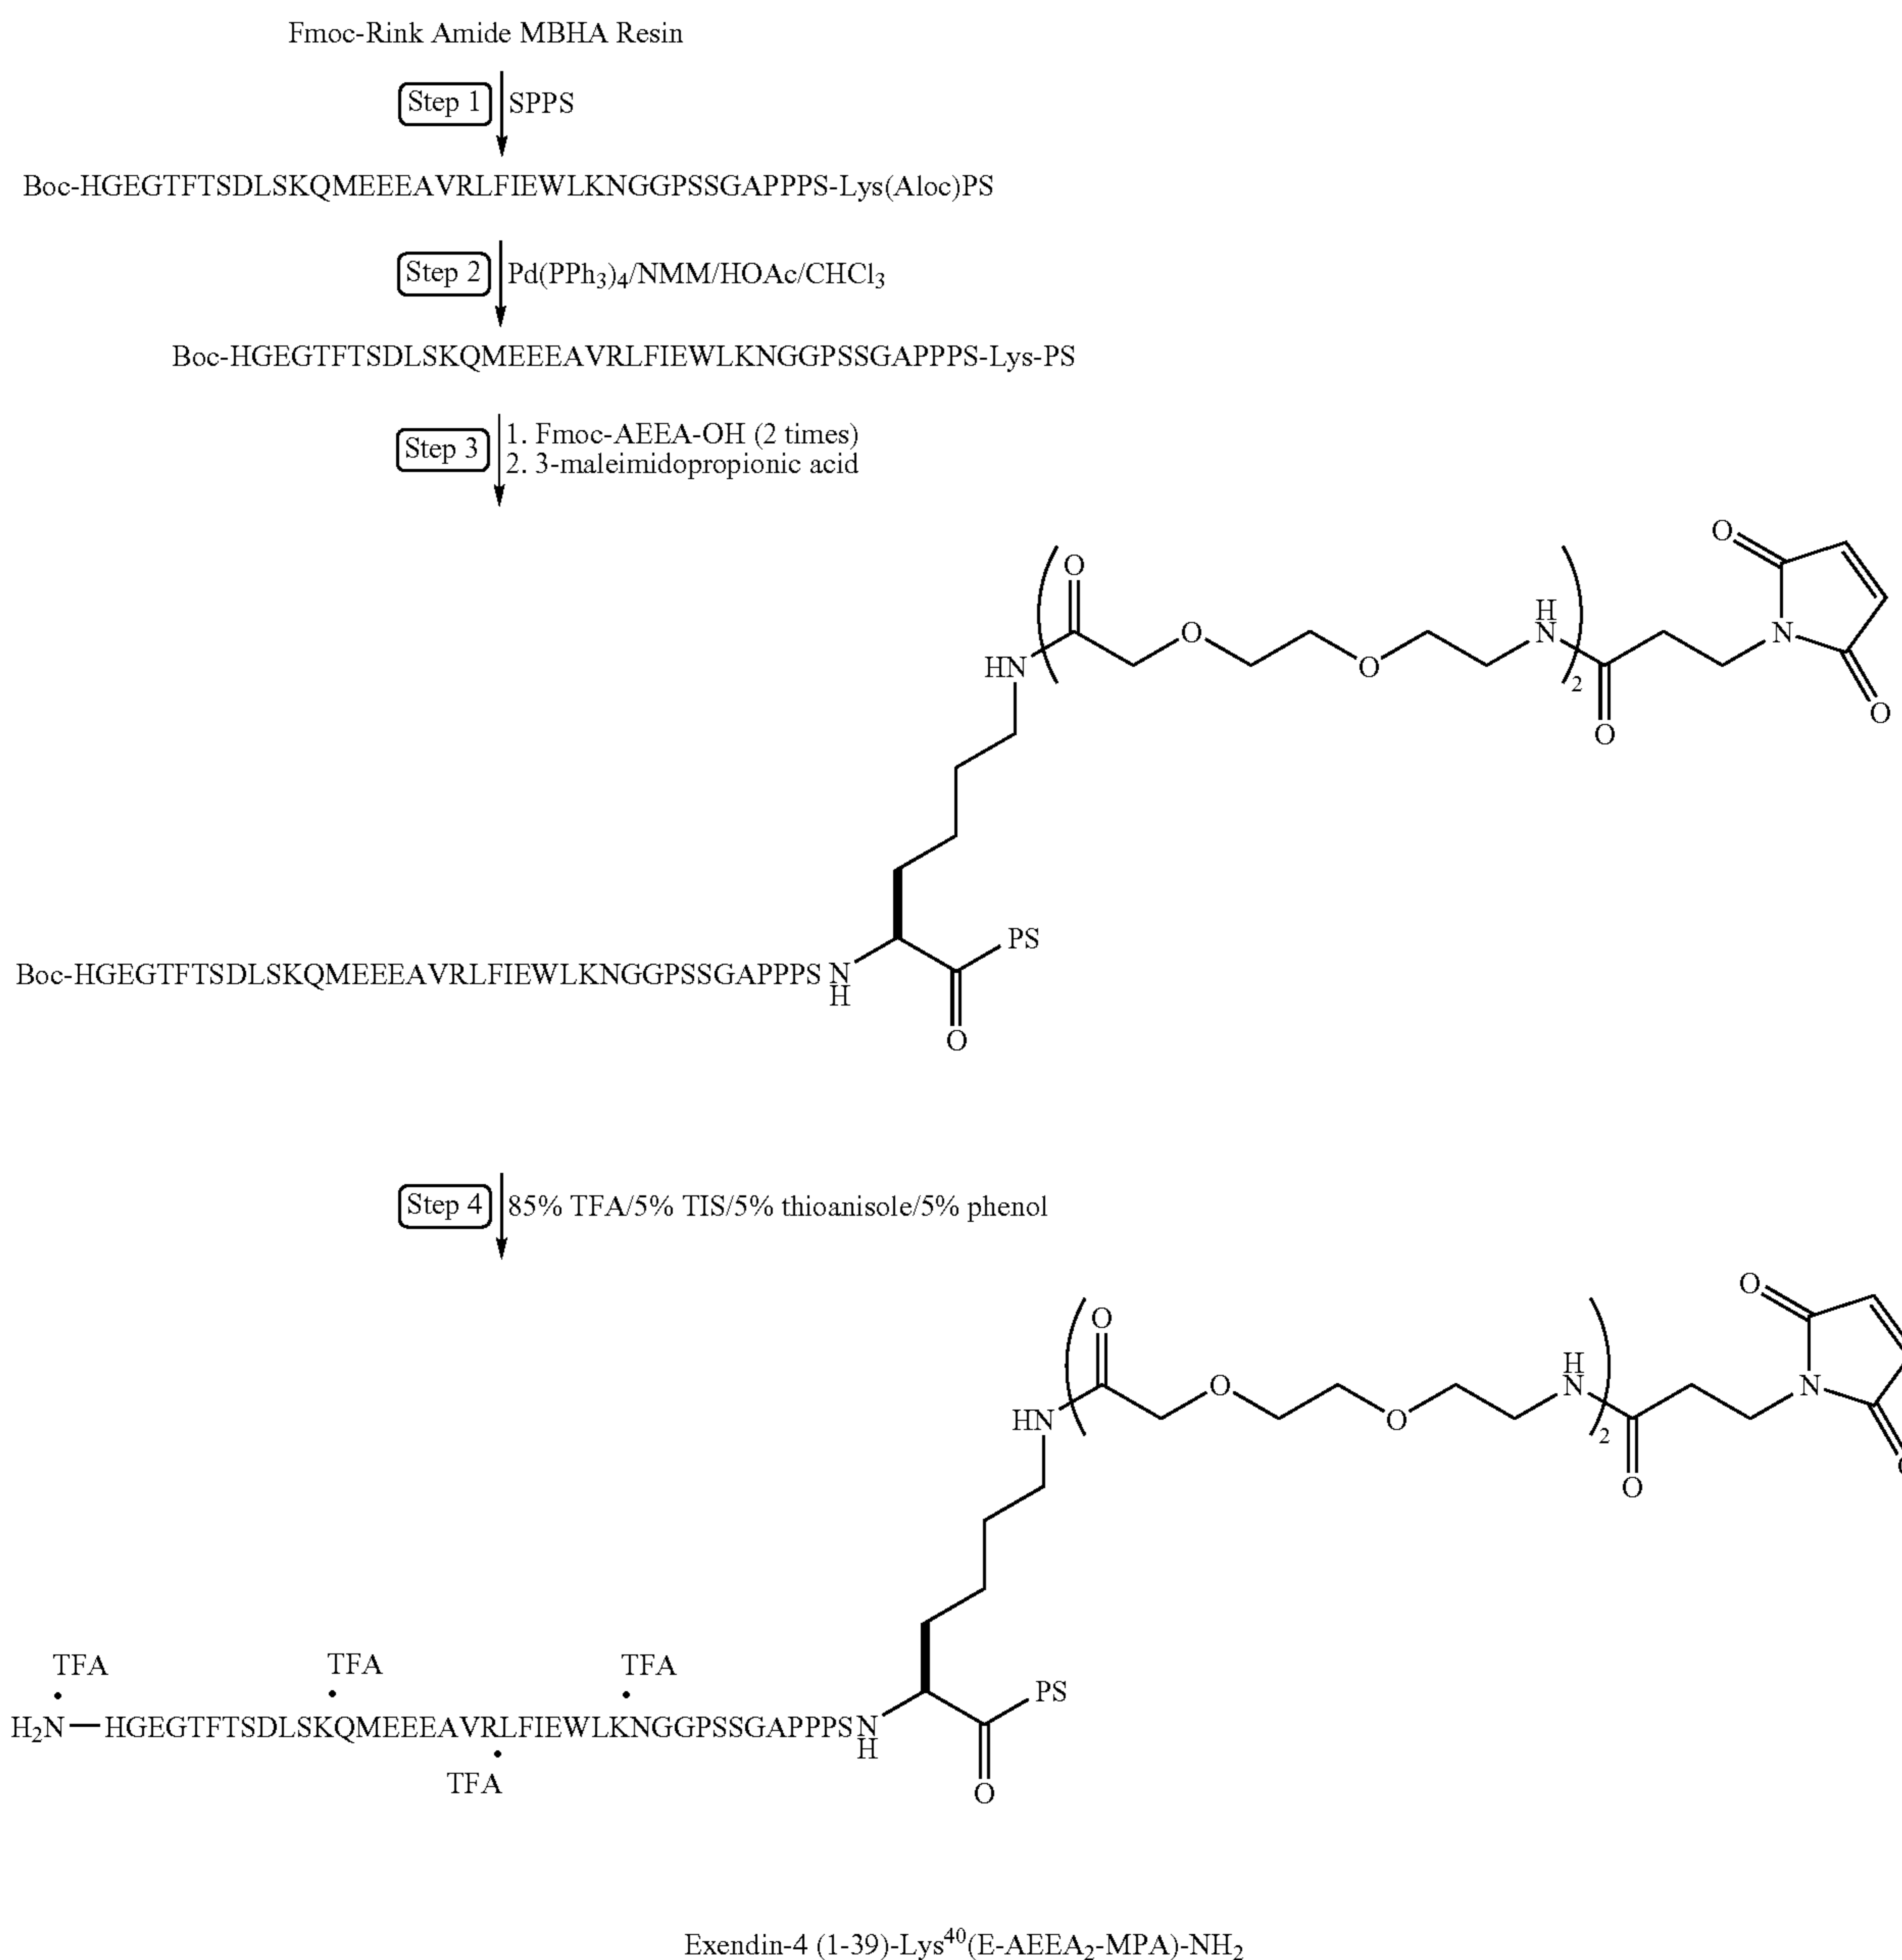 Fmoc-Rink Amide MBHA Resin
Step 1 SPPS
Boc-HGEGTFTSDLSKQMEEEAVRLFIEWLKNGGPSSGAPPPS-Lys(Aloc)PS
Step 2 Pd(PPh3)4/NMM/HOAc/CHCl3
Boc-HGEGTFTSDLSKQMEEEAVRLFIEWLKNGGPSSGAPPPS-Lys-PS
Step 3 1. Fmoc-AEEA-OH (2 times)
2. 3-maleimidopropionic acid
O O
O H
N O N
HN O 2
O O
PS
Boc-HGEGTFTSDLSKQMEEEAVRLFIEWLKNGGPSSGAPPPS N
H
O
Step 4 85% TFA/5% TIS/5% thioanisole/5% phenol
O O
O H
N O N
HN O 2
O O
TFA TFA TFA PS
H2N—HGEGTFTSDLSKQMEEEAVRLFIEWLKNGGPSSGAPPPS N
H
TFA O
Exendin-4 (1-39)-Lys40(E-AEEA2-MPA)-NH2